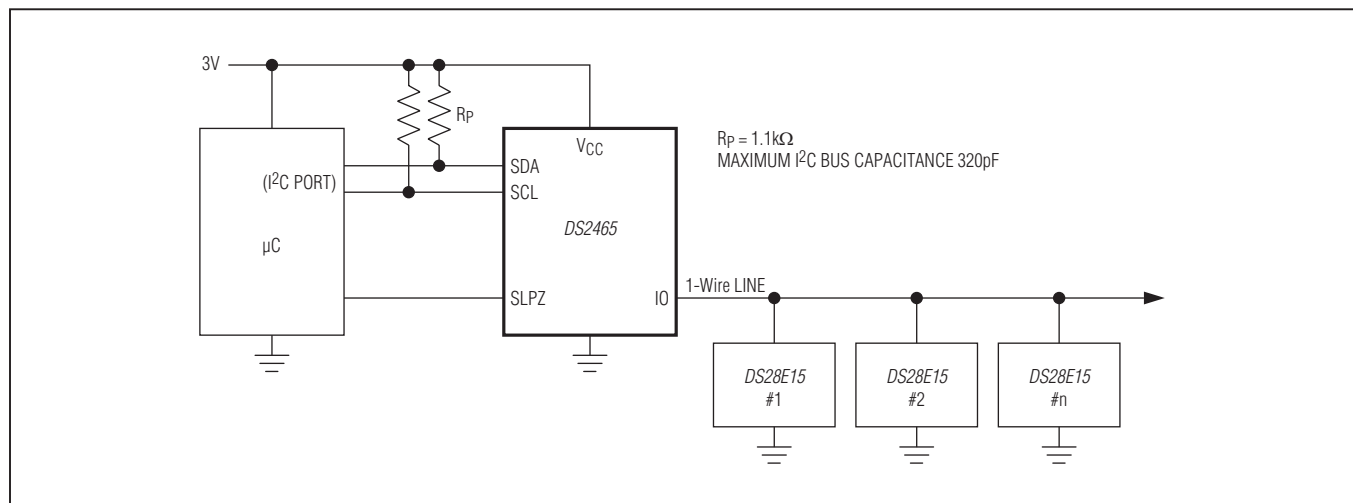 3V
RP
VCC
RP = 1.1kΩ
MAXIMUM I2C BUS CAPACITANCE 320pF
(I2C PORT)
SDA
SCL
DS2465
µC
SLPZ
IO
1-Wire LINE
DS28E15
#1
DS28E15
#2
DS28E15
#n